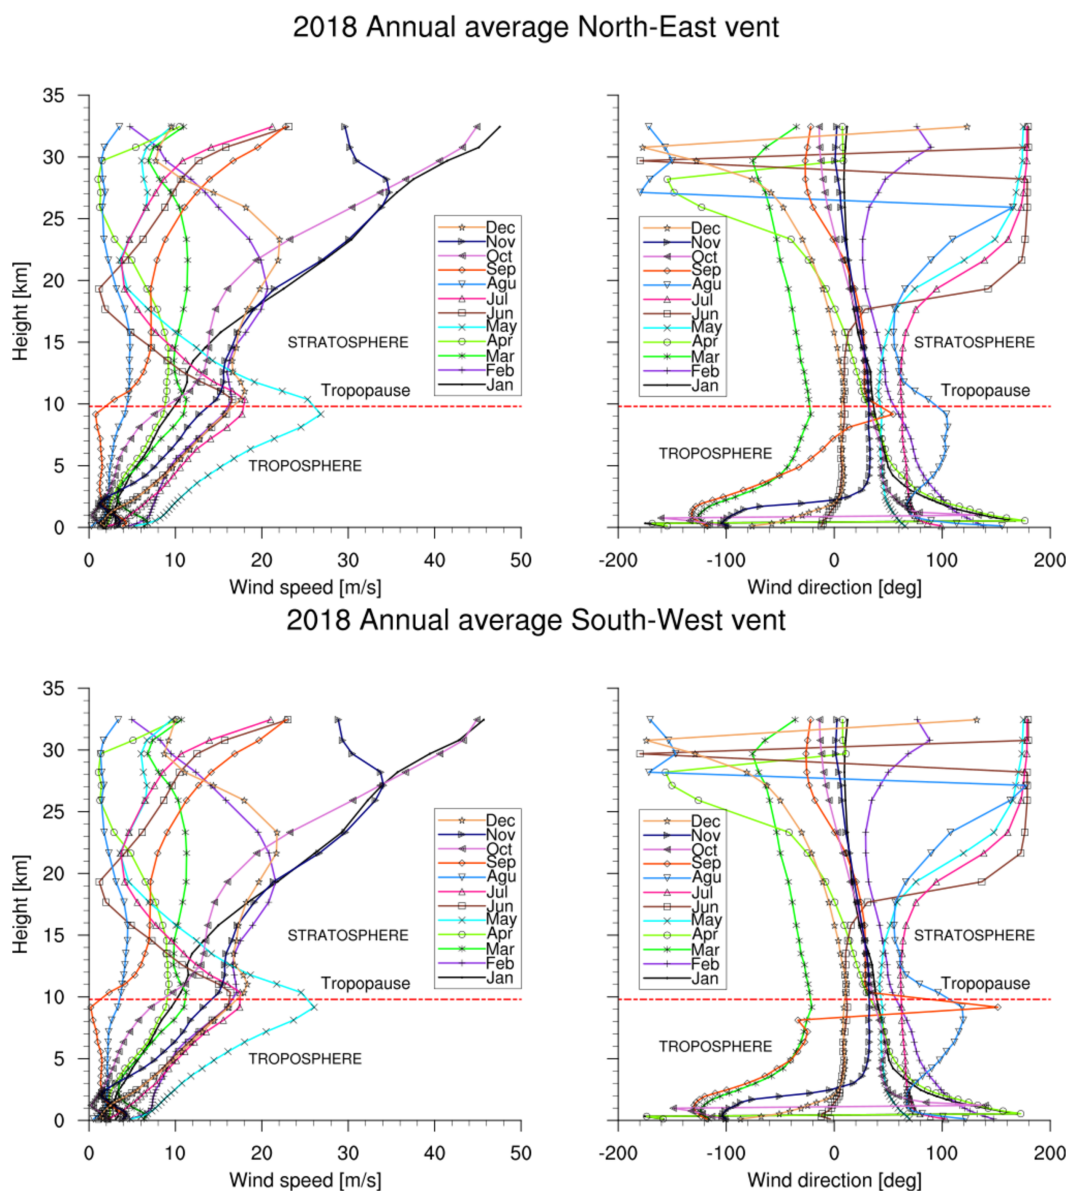 2018 Annual average North-East vent
35
30
25
20
15
10
5
0
Height [km]
0 10 20 30 40 50
Wind speed [m/s]
Dec
Nov
Oct
Sep
Agu
Jul
Jun
May
Apr
Mar
Feb
Jan
STRATOSPHERE
Tropopause
TROPOSPHERE
-200 -100 0 100 200
Wind direction [deg]
Dec
Nov
Oct
Sep
Agu
Jul
Jun
May
Apr
Mar
Feb
Jan
STRATOSPHERE
Tropopause
TROPOSPHERE
2018 Annual average South-West vent
35
30
25
20
15
10
5
0
Height [km]
0 10 20 30 40 50
Wind speed [m/s]
Dec
Nov
Oct
Sep
Agu
Jul
Jun
May
Apr
Mar
Feb
Jan
STRATOSPHERE
Tropopause
TROPOSPHERE
-200 -100 0 100 200
Wind direction [deg]
Dec
Nov
Oct
Sep
Agu
Jul
Jun
May
Apr
Mar
Feb
Jan
STRATOSPHERE
Tropopause
TROPOSPHERE